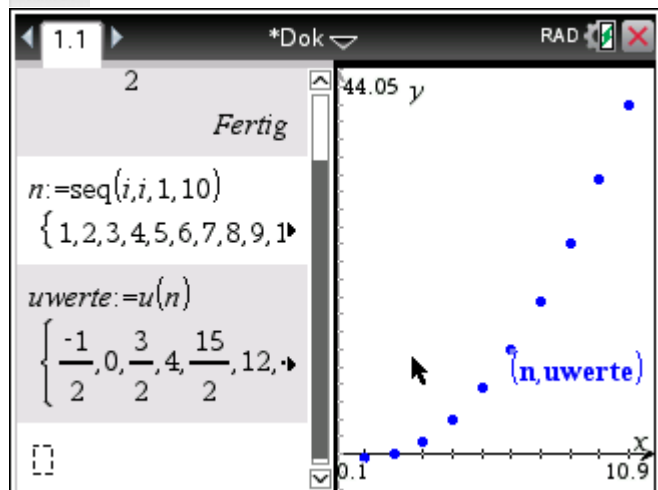 1.1 *Dok RAD
2
Fertig
n:=seq(i,i,1,10)
{1,2,3,4,5,6,7,8,9,1
uwerte:=u(n)
{-1/2,0,3/2,4,15/2,12,
44.05 y
(n,uwerte)
x
0.1 10.9